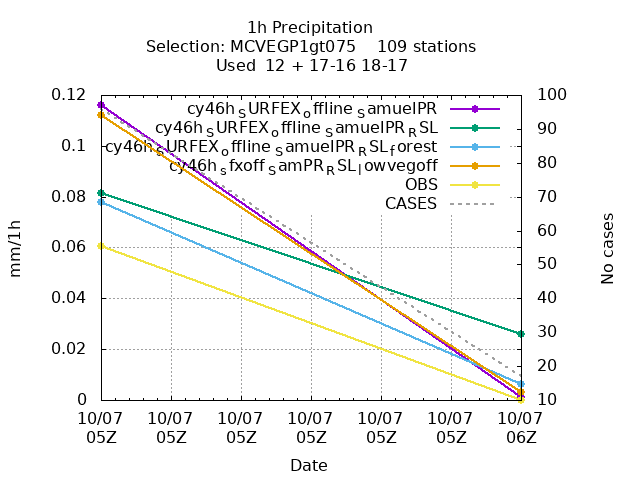 1h Precipitation
Selection: MCVEGP1gt075    109 stations
Used  12 + 17-16 18-17
cy46h_SURFEX_offline_SamuelPR
cy46h_SURFEX_offline_SamuelPR_RSL
cy46h_SURFEX_offline_SamuelPR_RSL_forest
cy46h_sfxoff_samPR_RSL_lowvegoff
OBS
CASES
0.12
0.1
0.08
0.06
0.04
0.02
0
mm/1h
100
90
80
70
60
50
40
30
20
10
No cases
10/07 10/07 10/07 10/07 10/07 10/07 10/07
05Z 05Z 05Z 05Z 05Z 05Z 06Z
Date